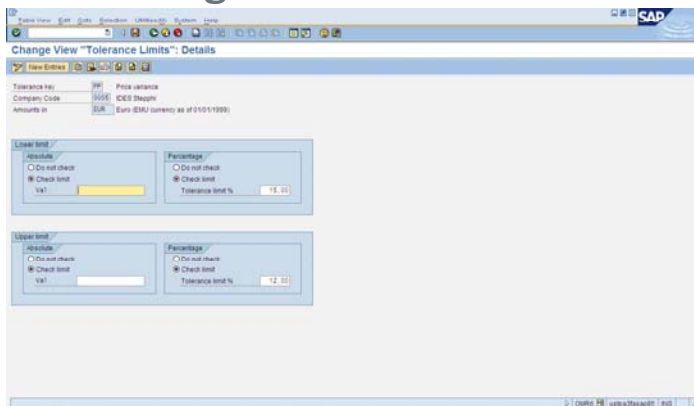 Table View Edit Goto Selection Utilities(M) System Help
SAP
Change View "Tolerance Limits": Details
New Entries
Tolerance key PP Price variance
Company Code 0005 IDES
Amounts in EUR Euro (EMU currency as of 01/01/1999)
Lower limit
Absolute Percentage
Do not check Do not check
Check limit Check limit
Val Tolerance limit % 15,00
Upper limit
Absolute Percentage
Do not check Do not check
Check limit Check limit
Val Tolerance limit % 12,00
OMR6 INS